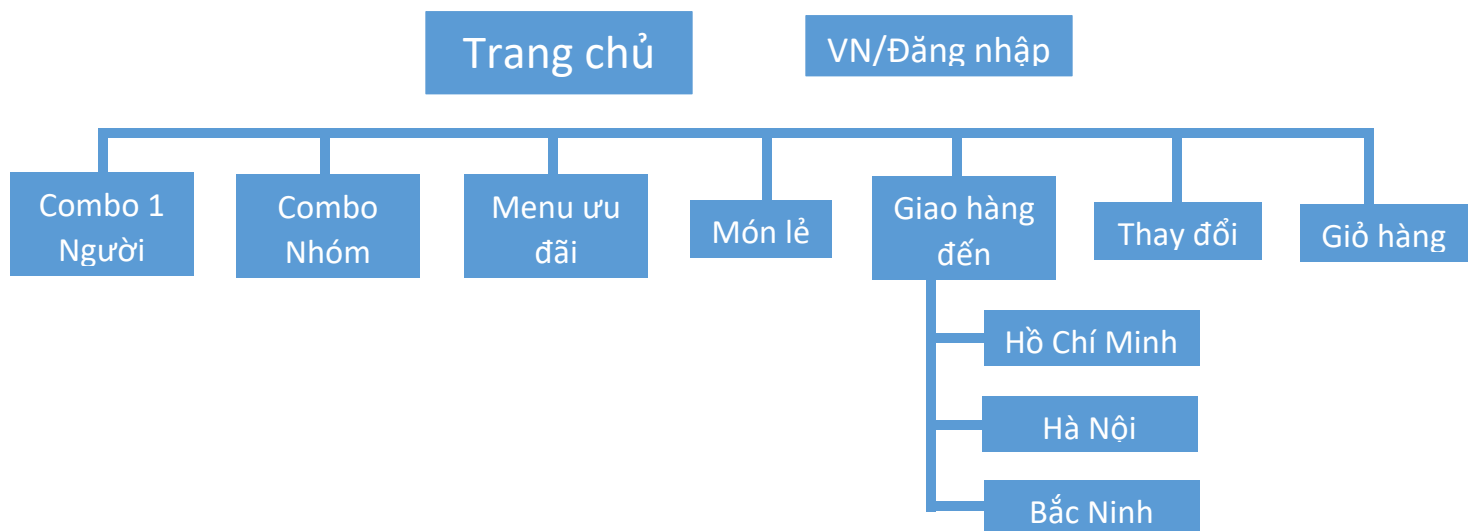 Trang chủ
VN/Đăng nhập
Combo 1
Người
Combo
Nhóm
Menu ưu
đãi
Món lẻ
Giao hàng
đến
Thay đổi
Giỏ hàng
Hồ Chí Minh
Hà Nội
Bắc Ninh